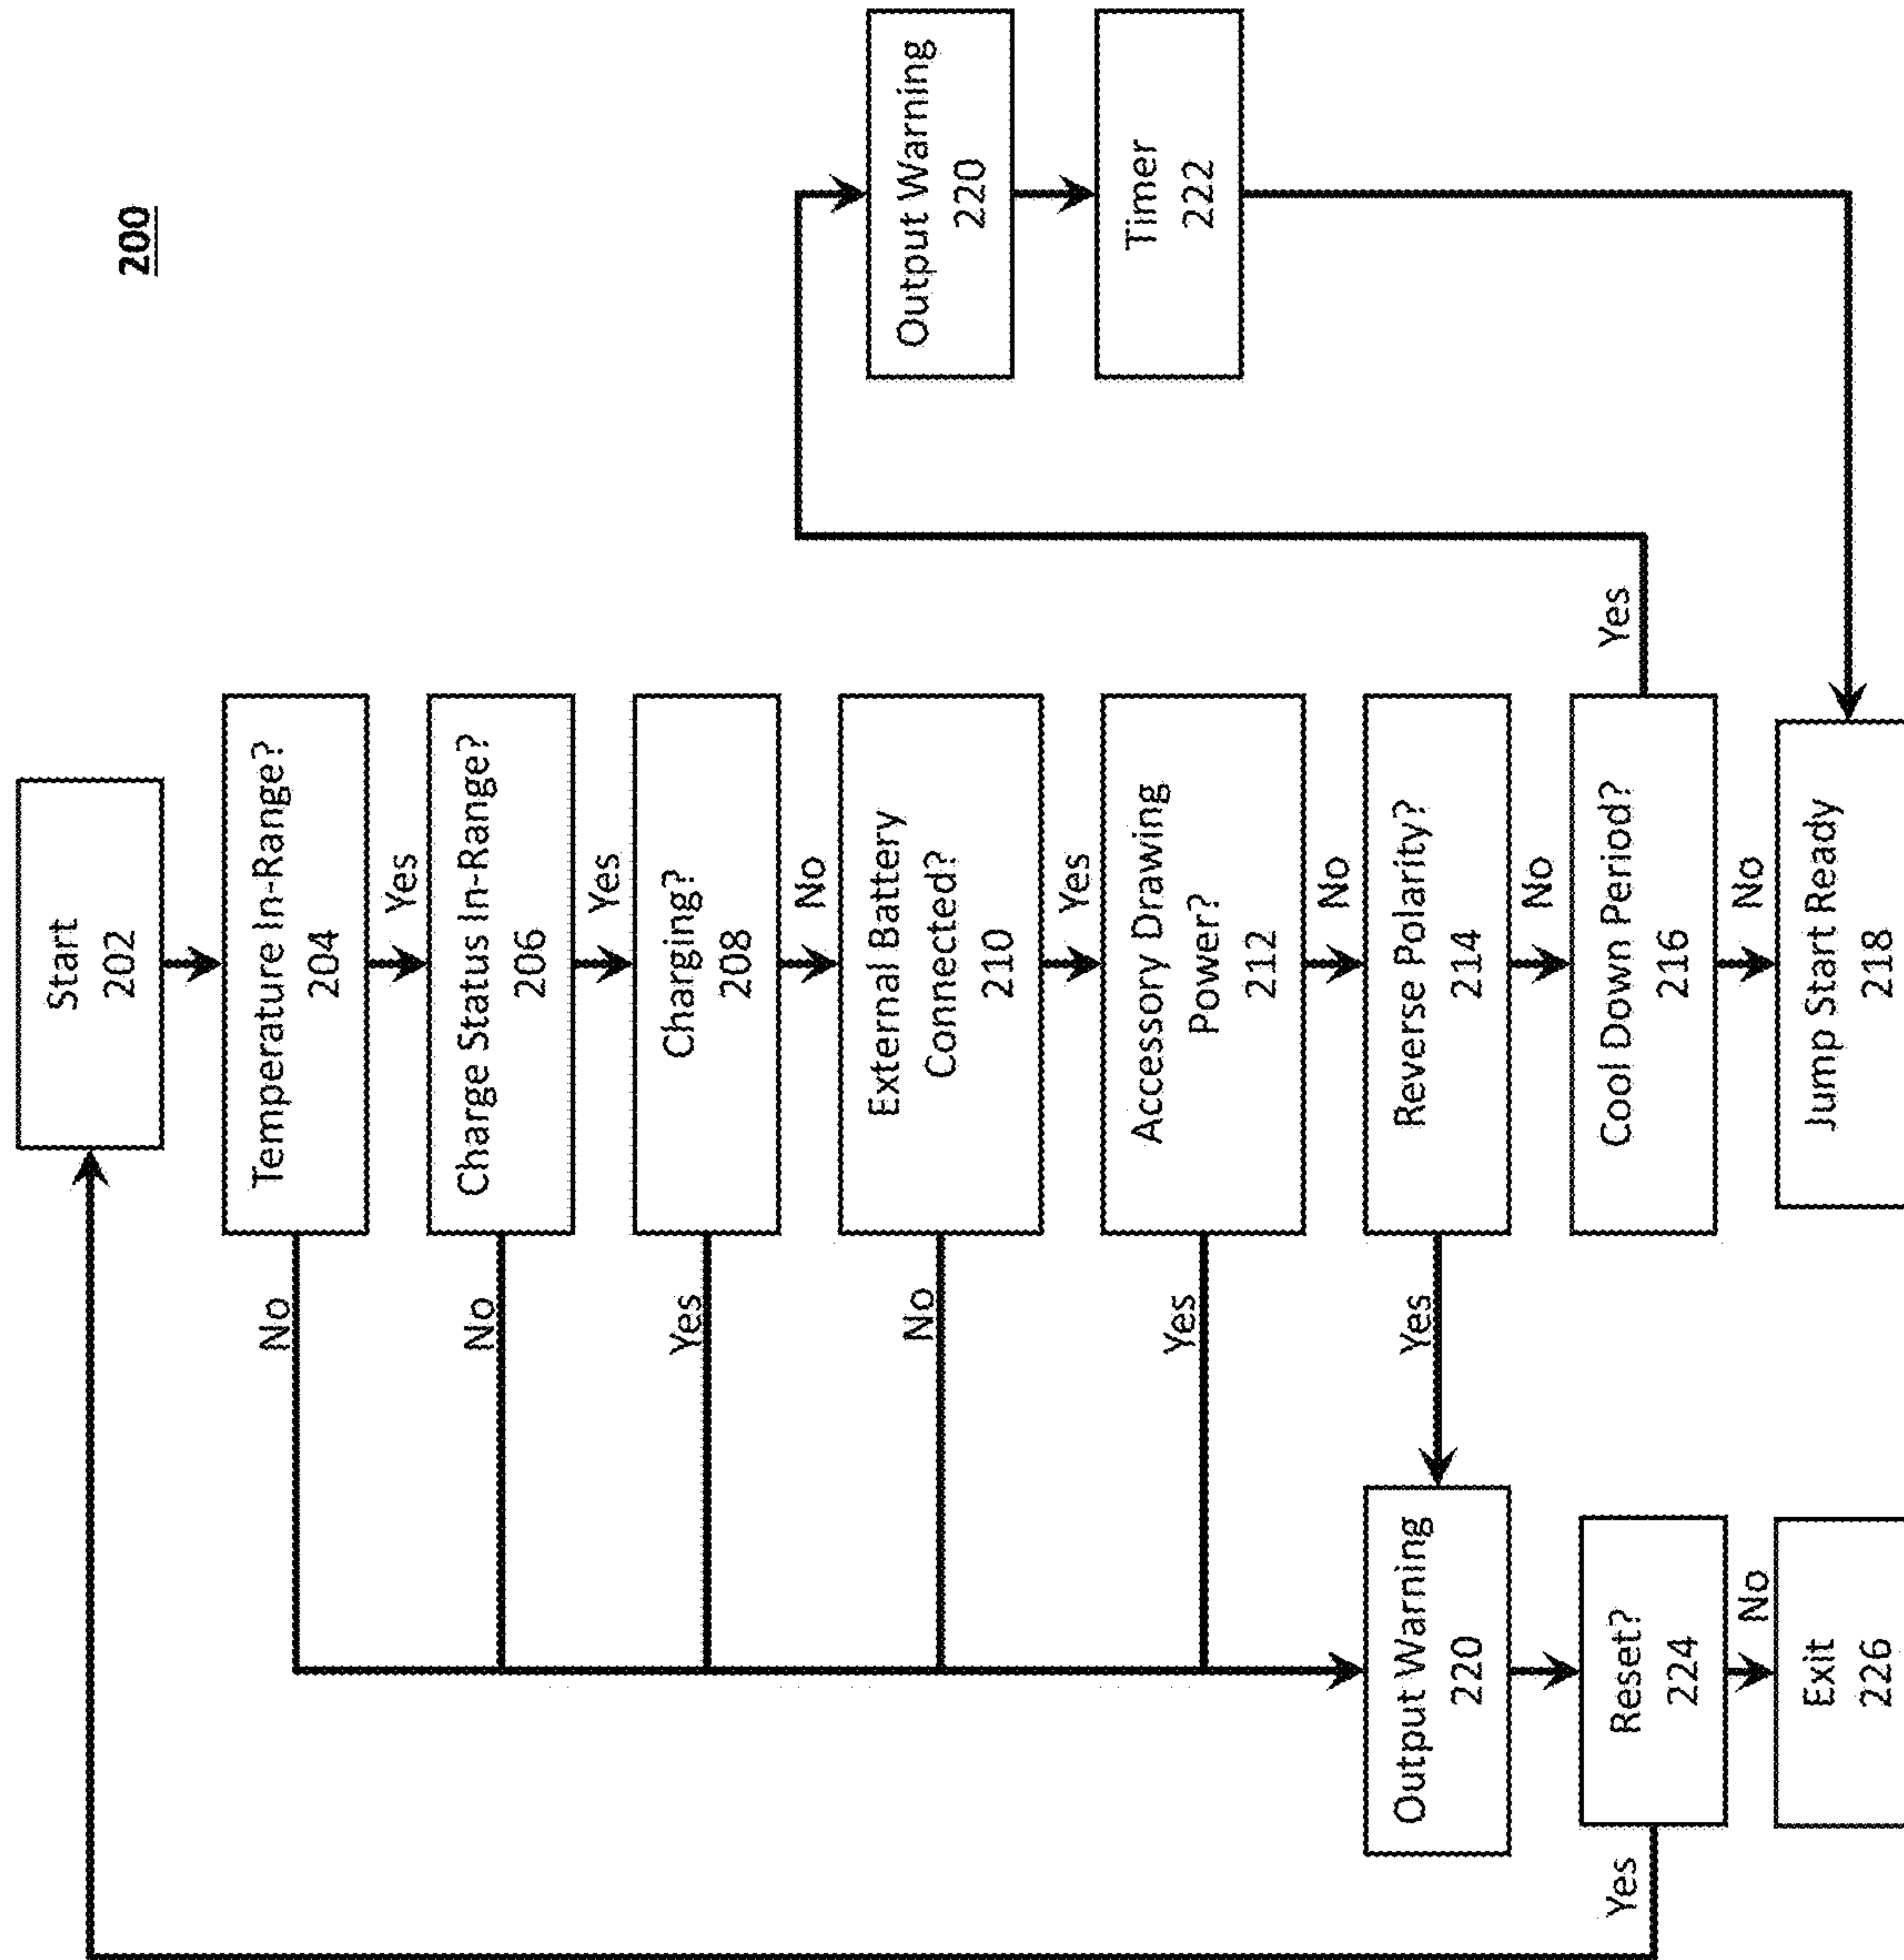 200
Start
202
Temperature In-Range?
204
No
Yes
Charge Status In-Range?
206
No
Yes
Charging?
208
Yes
No
External Battery
Connected?
210
No
Yes
Accessory Drawing
Power?
212
Yes
No
Reverse Polarity?
214
Yes
No
Cool Down Period?
216
Yes
No
Jump Start Ready
218
Output Warning
220
Timer
222
Output Warning
220
Reset?
224
Yes
No
Exit
226